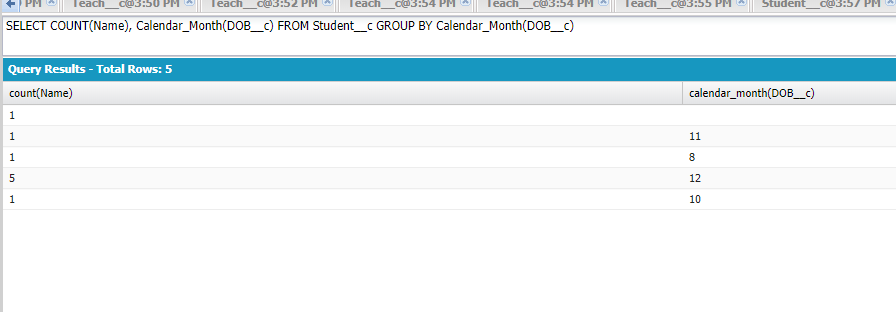 PM Teach__c@3:50 PM Teach__c@3:52 PM Teach__c@3:54 PM Teach__c@3:54 PM Teach__c@3:55 PM Student__c@3:57 PM
SELECT COUNT(Name), Calendar_Month(DOB__c) FROM Student__c GROUP BY Calendar_Month(DOB__c)
Query Results - Total Rows: 5
count(Name) calendar_month(DOB__c)
1
1 11
1 8
5 12
1 10